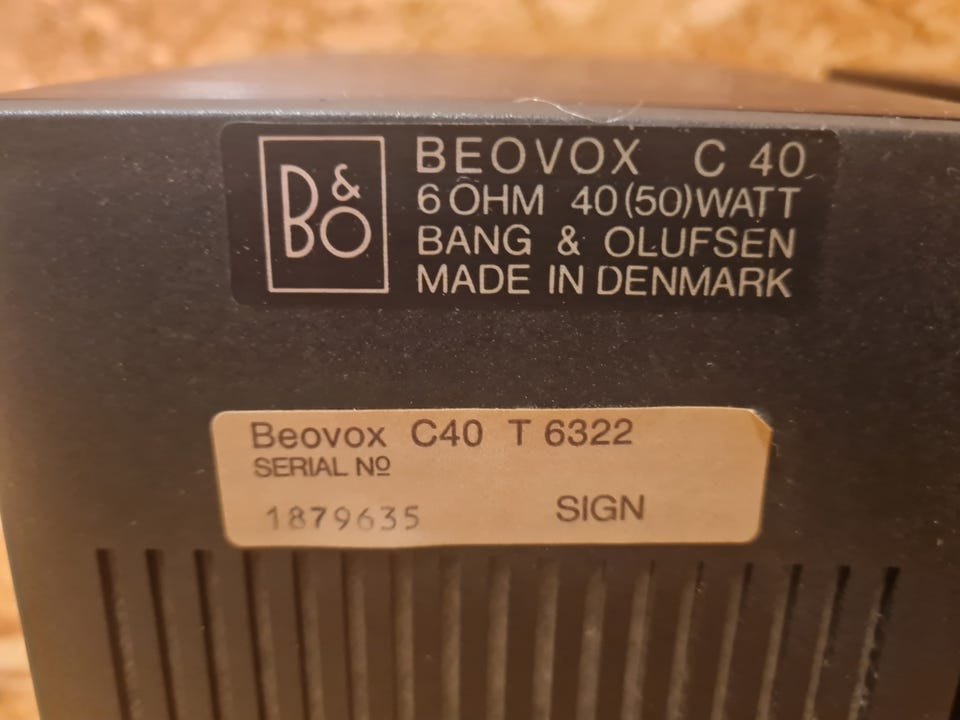 B&O
BEOVOX C 40
6 OHM 40(50)WATT
BANG & OLUFSEN
MADE IN DENMARK
Beovox C40 T 6322
SERIAL Nº
1879635 SIGN